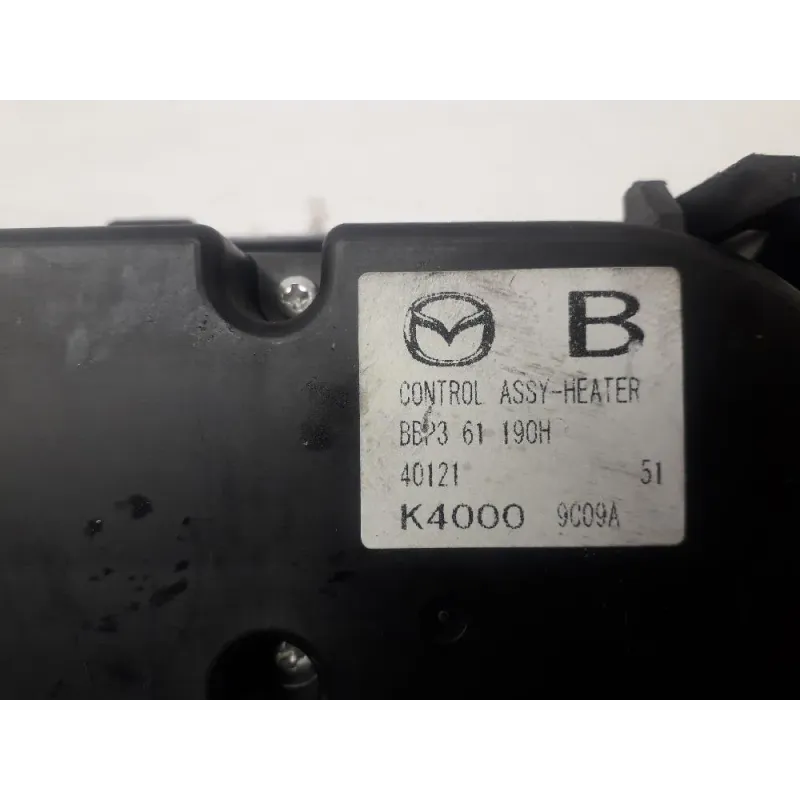 B
CONTROL ASSY-HEATER
BBP3 61 190H
40121 51
K4000 9C09A